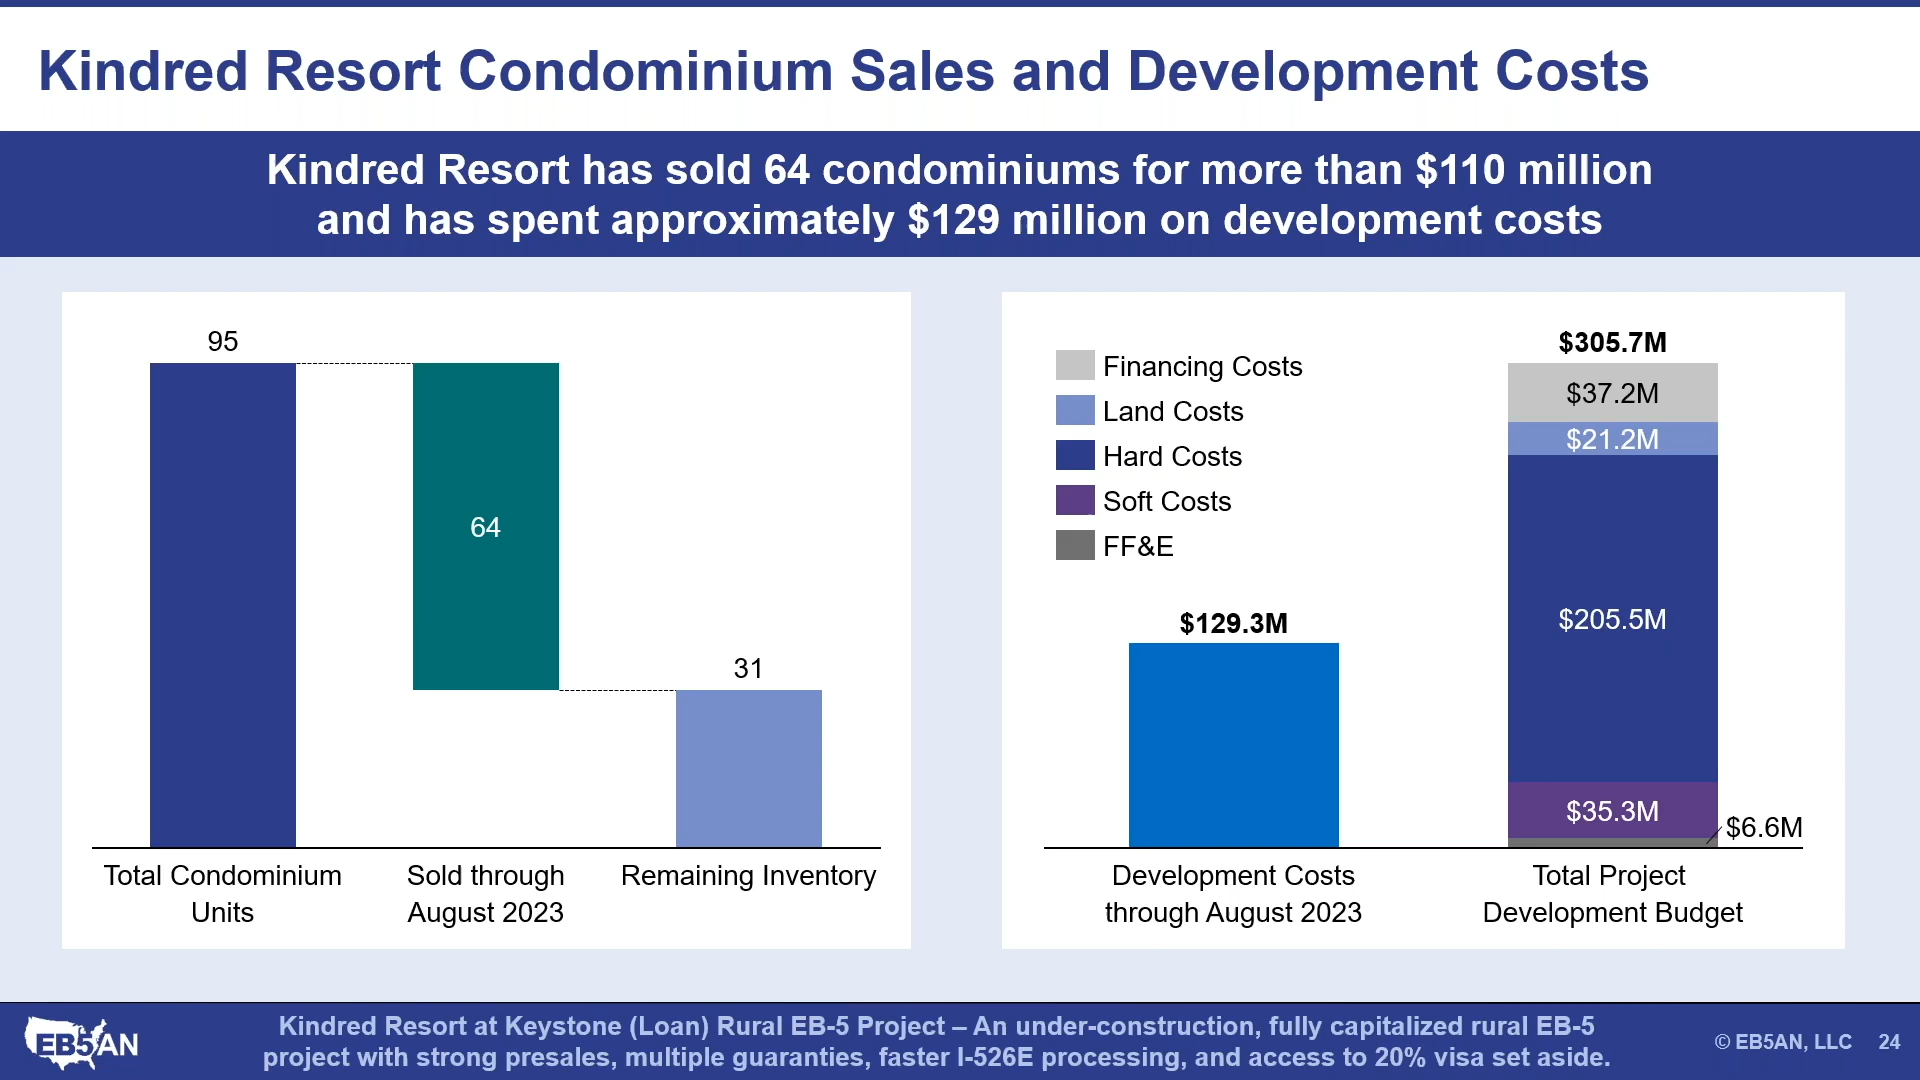 Kindred Resort Condominium Sales and Development Costs
Kindred Resort has sold 64 condominiums for more than $110 million
and has spent approximately $129 million on development costs
95
64
31
Total Condominium
Units
Sold through
August 2023
Remaining Inventory
Financing Costs
Land Costs
Hard Costs
Soft Costs
FF&E
$129.3M
$305.7M
$37.2M
$21.2M
$205.5M
$35.3M
$6.6M
Development Costs
through August 2023
Total Project
Development Budget
EB5AN
Kindred Resort at Keystone (Loan) Rural EB-5 Project – An under-construction, fully capitalized rural EB-5
project with strong presales, multiple guaranties, faster I-526E processing, and access to 20% visa set aside.
© EB5AN, LLC 24